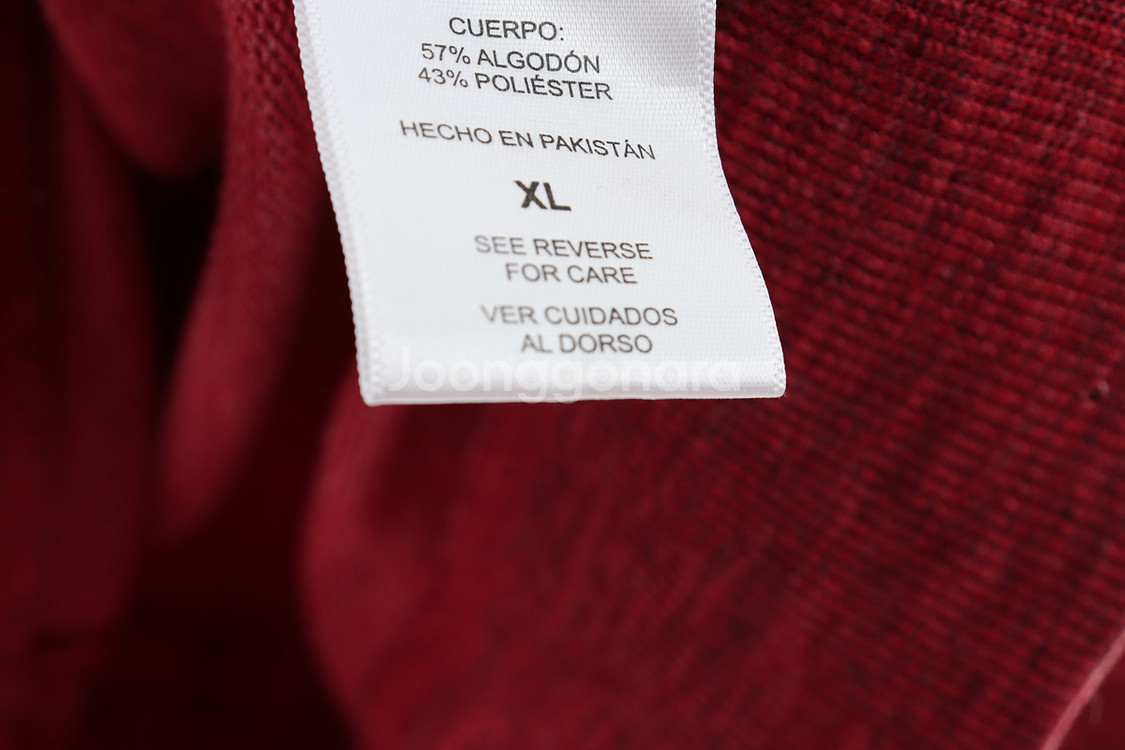 CUERPO:
57% ALGODÓN
43% POLIÉSTER
HECHO EN PAKISTÁN
XL
SEE REVERSE
FOR CARE
VER CUIDADOS
AL DORSO
Joonggonara